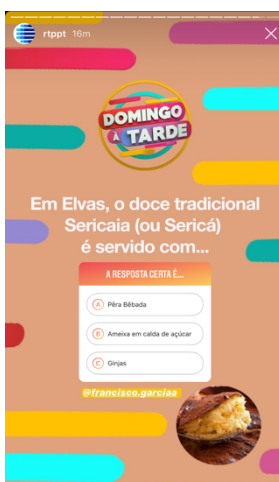 rtppt 16m
DOMINGO
À
TARDE
Em Elvas, o doce tradicional
Sericaia (ou Sericá)
é servido com...
A RESPOSTA CERTA É...
A Pêra Bêbada
B Ameixa em calda de açúcar
C Ginjas
@francisco.garciaa